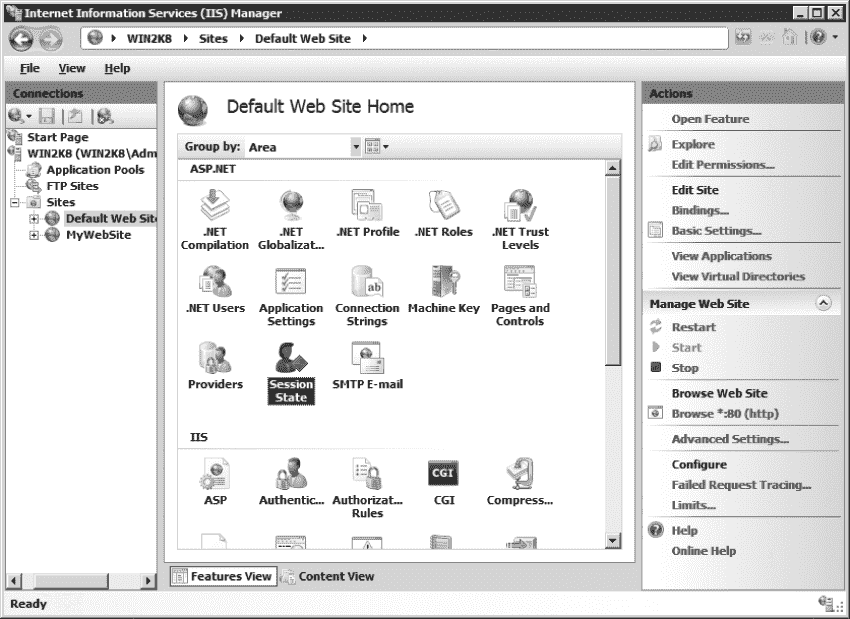 Internet Information Services (IIS) Manager
WIN2K8 Sites Default Web Site
File View Help
Connections
Start Page
WIN2K8 (WIN2K8\Adm
Application Pools
FTP Sites
Sites
Default Web Site
MyWebSite
Default Web Site Home
Group by: Area
ASP.NET
.NET Compilation
.NET Globalizat...
.NET Profile
.NET Roles
.NET Trust Levels
.NET Users
Application Settings
Connection Strings
Machine Key
Pages and Controls
Providers
Session State
SMTP E-mail
IIS
ASP
Authentic...
Authorizat... Rules
CGI
CGI
Compress...
Features View
Content View
Actions
Open Feature
Explore
Edit Permissions...
Edit Site
Bindings...
Basic Settings...
View Applications
View Virtual Directories
Manage Web Site
Restart
Start
Stop
Browse Web Site
Browse *:80 (http)
Advanced Settings...
Configure
Failed Request Tracing...
Limits...
Help
Online Help
Ready